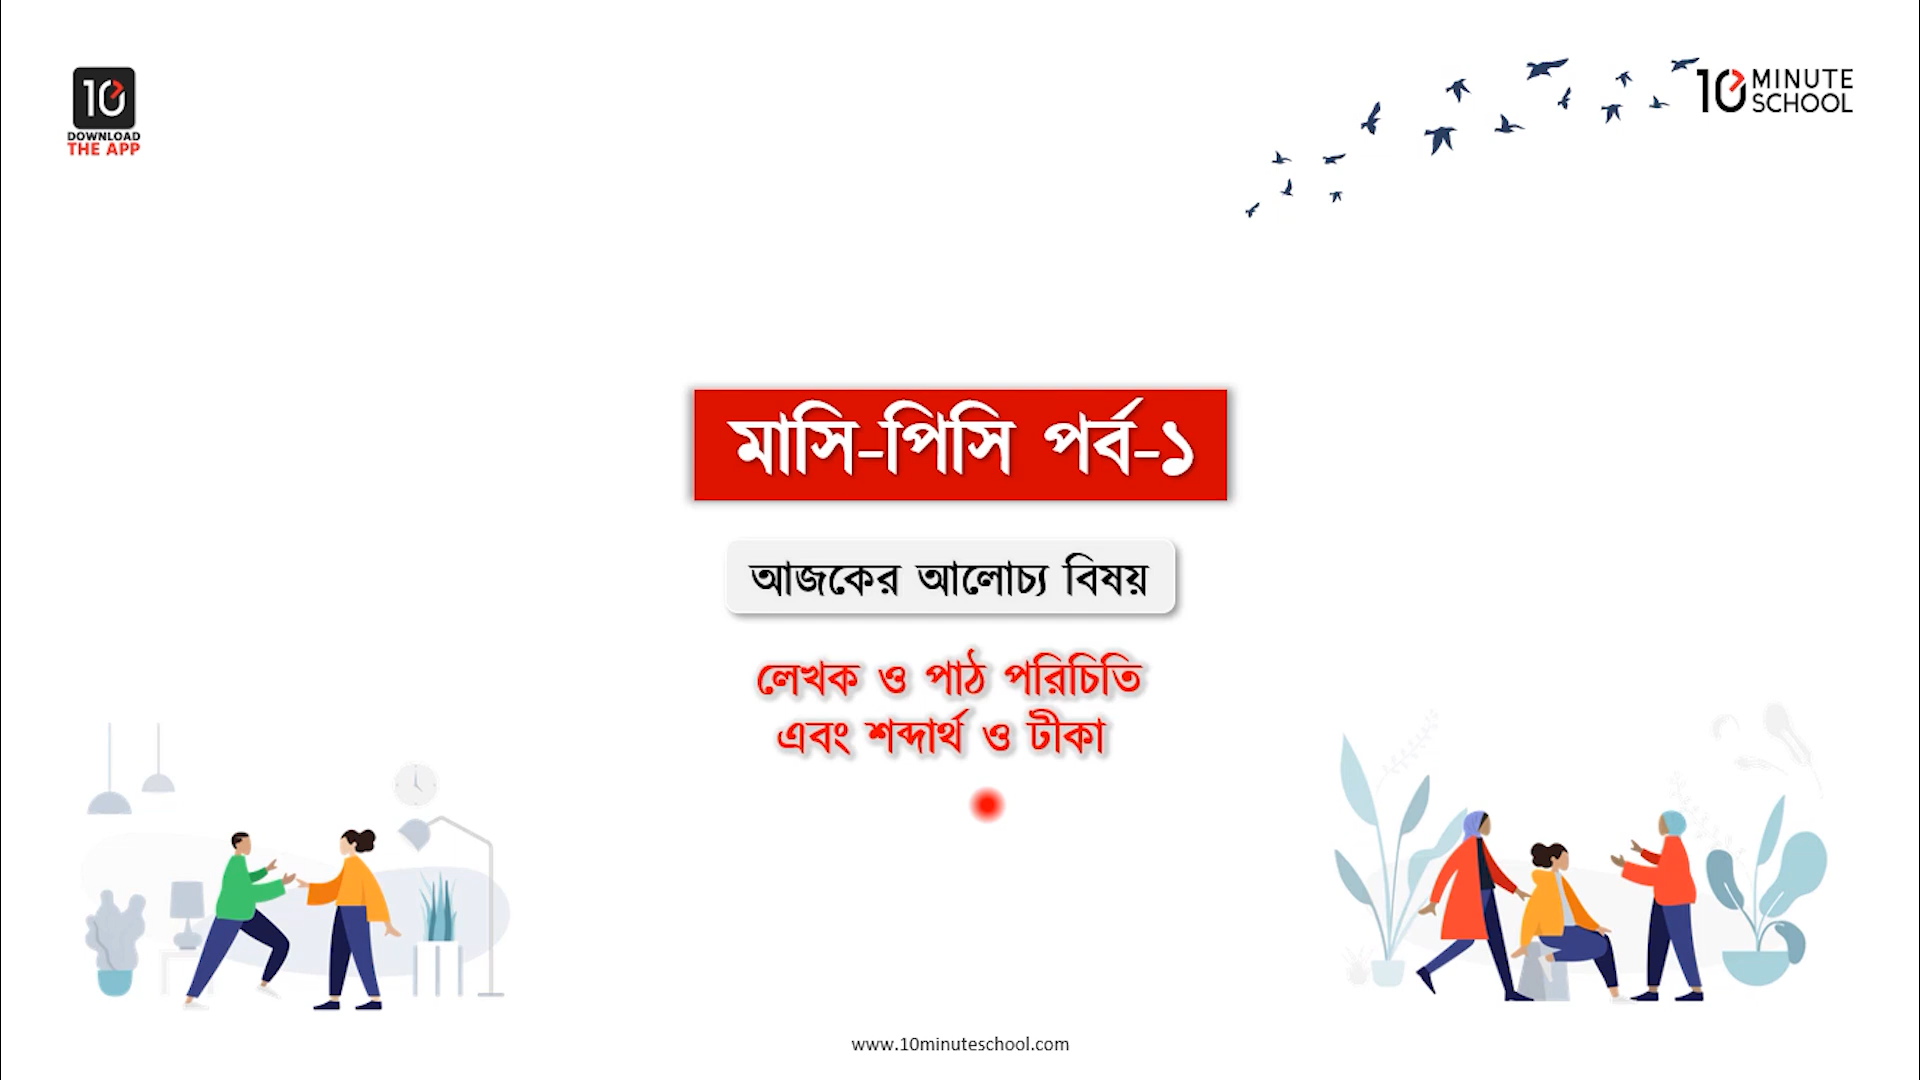 10
DOWNLOAD
THE APP
10 MINUTE
SCHOOL
মাসি-পিসি পর্ব-১
আজকের আলোচ্য বিষয়
লেখক ও পাঠ পরিচিতি
এবং শব্দার্থ ও টীকা
www.10minuteschool.com